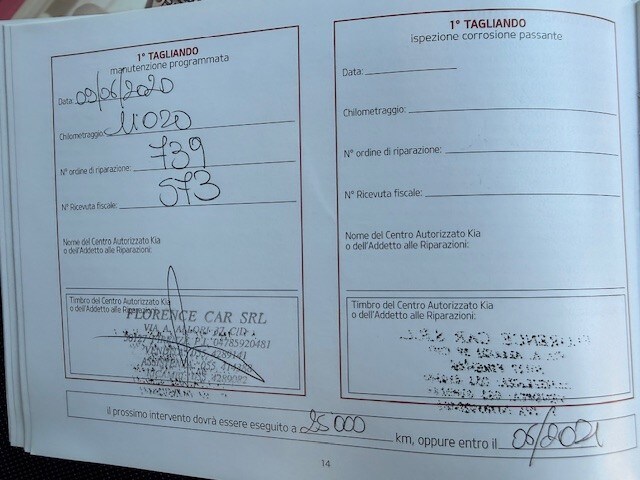 1° TAGLIANDO
manutenzione programmata
Data: 09/06/2020
Chilometraggio: 11020
N° ordine di riparazione: 739
N° Ricevuta fiscale: 573
Nome del Centro Autorizzato Kia
o dell'Addetto alle Riparazioni:
Timbro del Centro Autorizzato Kia
o dell'Addetto alle Riparazioni:
FLORENCE CAR SRL
1° TAGLIANDO
ispezione corrosione passante
Data:
Chilometraggio:
N° ordine di riparazione:
N° Ricevuta fiscale:
Nome del Centro Autorizzato Kia
o dell'Addetto alle Riparazioni:
Timbro del Centro Autorizzato Kia
o dell'Addetto alle Riparazioni:
il prossimo intervento dovrà essere eseguito a 25000 km, oppure entro il 06/2021
14